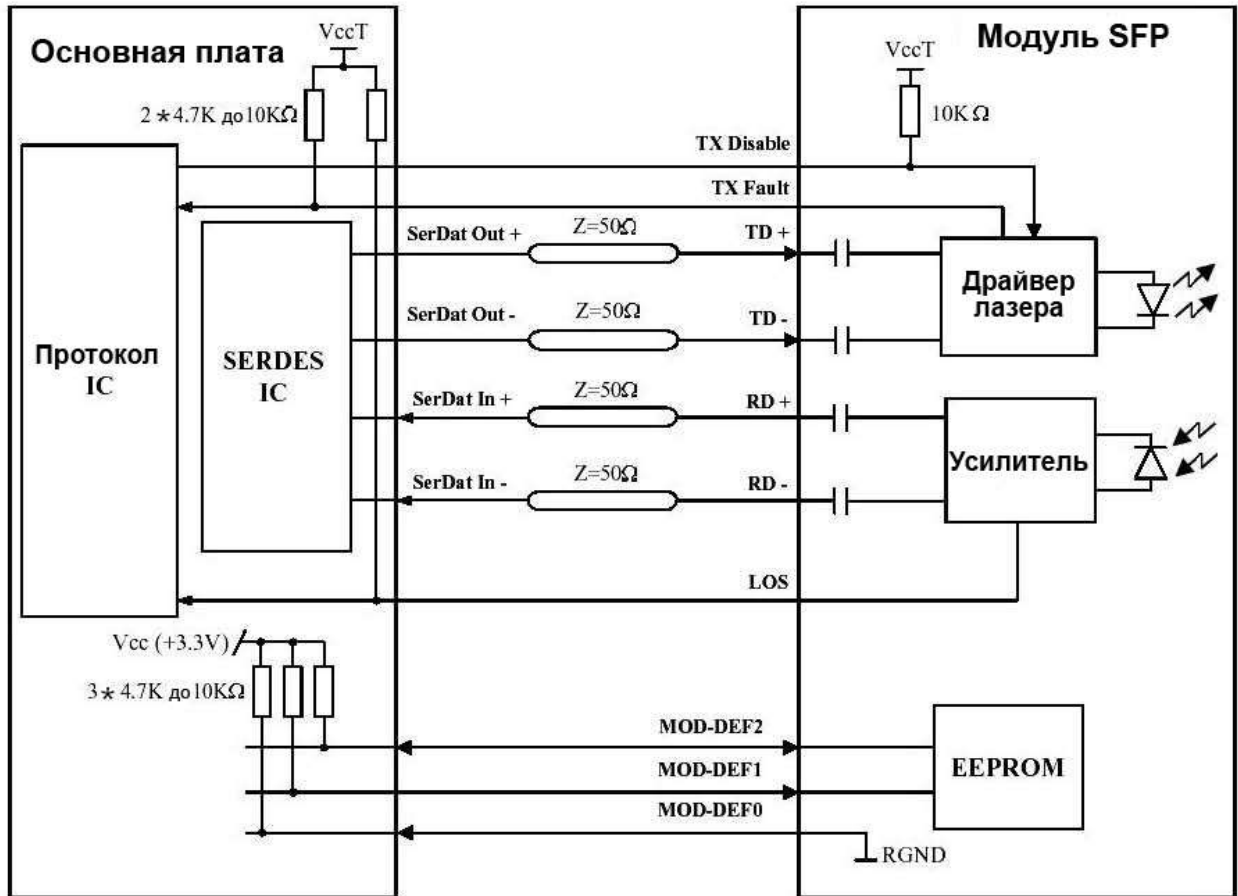 Основная плата
VccT
2 * 4.7K до 10KΩ
Модуль SFP
VccT
10KΩ
TX Disable
TX Fault
SerDat Out +
Z=50Ω
TD +
SerDat Out -
Z=50Ω
TD -
SerDat In +
Z=50Ω
RD +
SerDat In -
Z=50Ω
RD -
LOS
Протокол
IC
SERDES
IC
Драйвер
лазера
Усилитель
Vcc (+3.3V)
3 * 4.7K до 10KΩ
MOD-DEF2
MOD-DEF1
MOD-DEF0
EEPROM
RGND